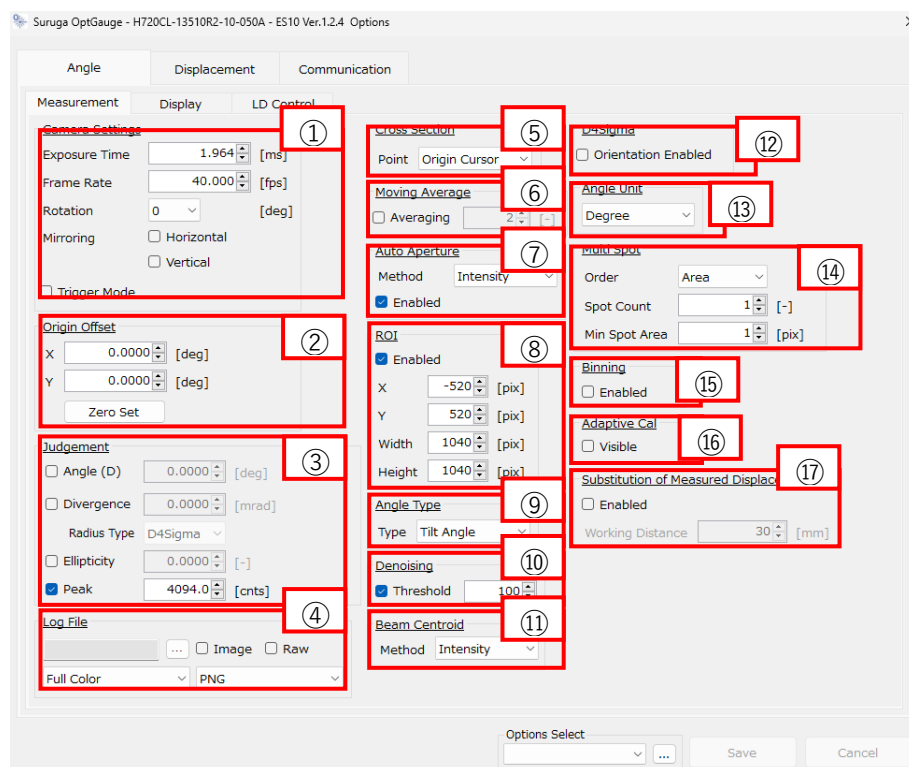 Suruga OptGauge - H720CL-13510R2-10-050A - ES10 Ver.1.2.4 Options
Angle Displacement Communication
Measurement Display LD Control
Camera Settings
①
Exposure Time 1.964 [ms]
Frame Rate 40.000 [fps]
Rotation 0 [deg]
Mirroring Horizontal
Vertical
Trigger Mode
Origin Offset
②
X 0.0000 [deg]
Y 0.0000 [deg]
Zero Set
Judgement
③
Angle (D) 0.0000 [deg]
Divergence 0.0000 [mrad]
Radius Type D4Sigma
Ellipticity 0.0000 [-]
Peak 4094.0 [cnts]
Log File
④
... Image Raw
Full Color PNG
Cross Section
⑤
Point Origin Cursor
Moving Average
⑥
Averaging 2 [-]
Auto Aperture
⑦
Method Intensity
Enabled
ROI
⑧
Enabled
X -520 [pix]
Y 520 [pix]
Width 1040 [pix]
Height 1040 [pix]
Angle Type
⑨
Type Tilt Angle
Denoising
⑩
Threshold 100
Beam Centroid
⑪
Method Intensity
D4Sigma
⑫
Orientation Enabled
Angle Unit
⑬
Degree
Multi Spot
⑭
Order Area
Spot Count 1 [-]
Min Spot Area 1 [pix]
Binning
⑮
Enabled
Adaptive Cal
⑯
Visible
Substitution of Measured
⑰
Enabled
Working Distance 30 [mm]
Options Select
... Save Cancel